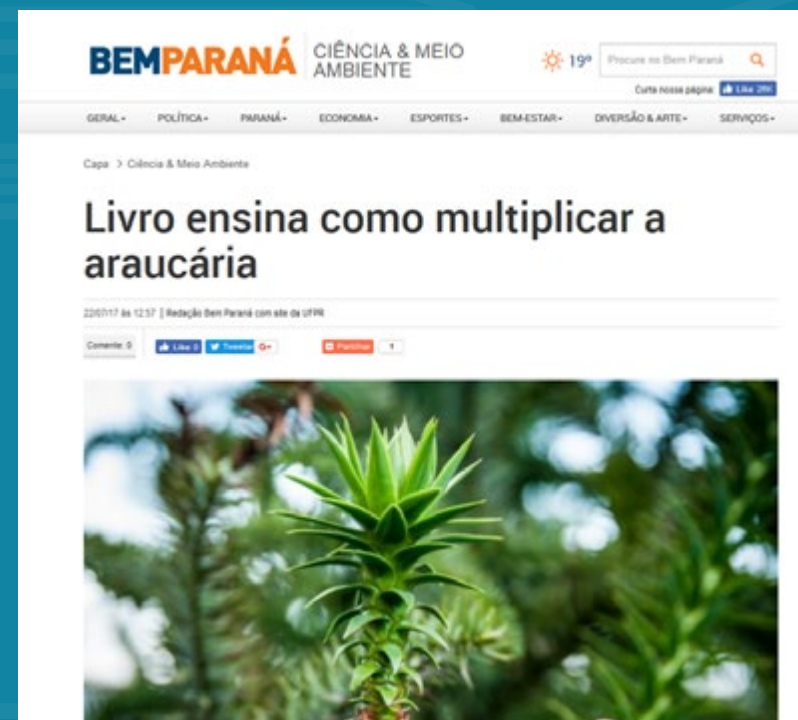 BEMPARANÁ
CIÊNCIA & MEIO
AMBIENTE
19º
Procure no Bem Paraná
Curta nossa página
Like 26K
GERAL
POLÍTICA
PARANÁ
ECONOMIA
ESPORTES
BEM-ESTAR
DIVERSÃO & ARTE
SERVIÇOS
Capa > Ciência & Meio Ambiente
Livro ensina como multiplicar a
araucária
22/07/17 às 12:57 | Redação Bem Paraná com site da UFPR
Comente: 0
Like 0
Tweetar
G+
Partilhar
1